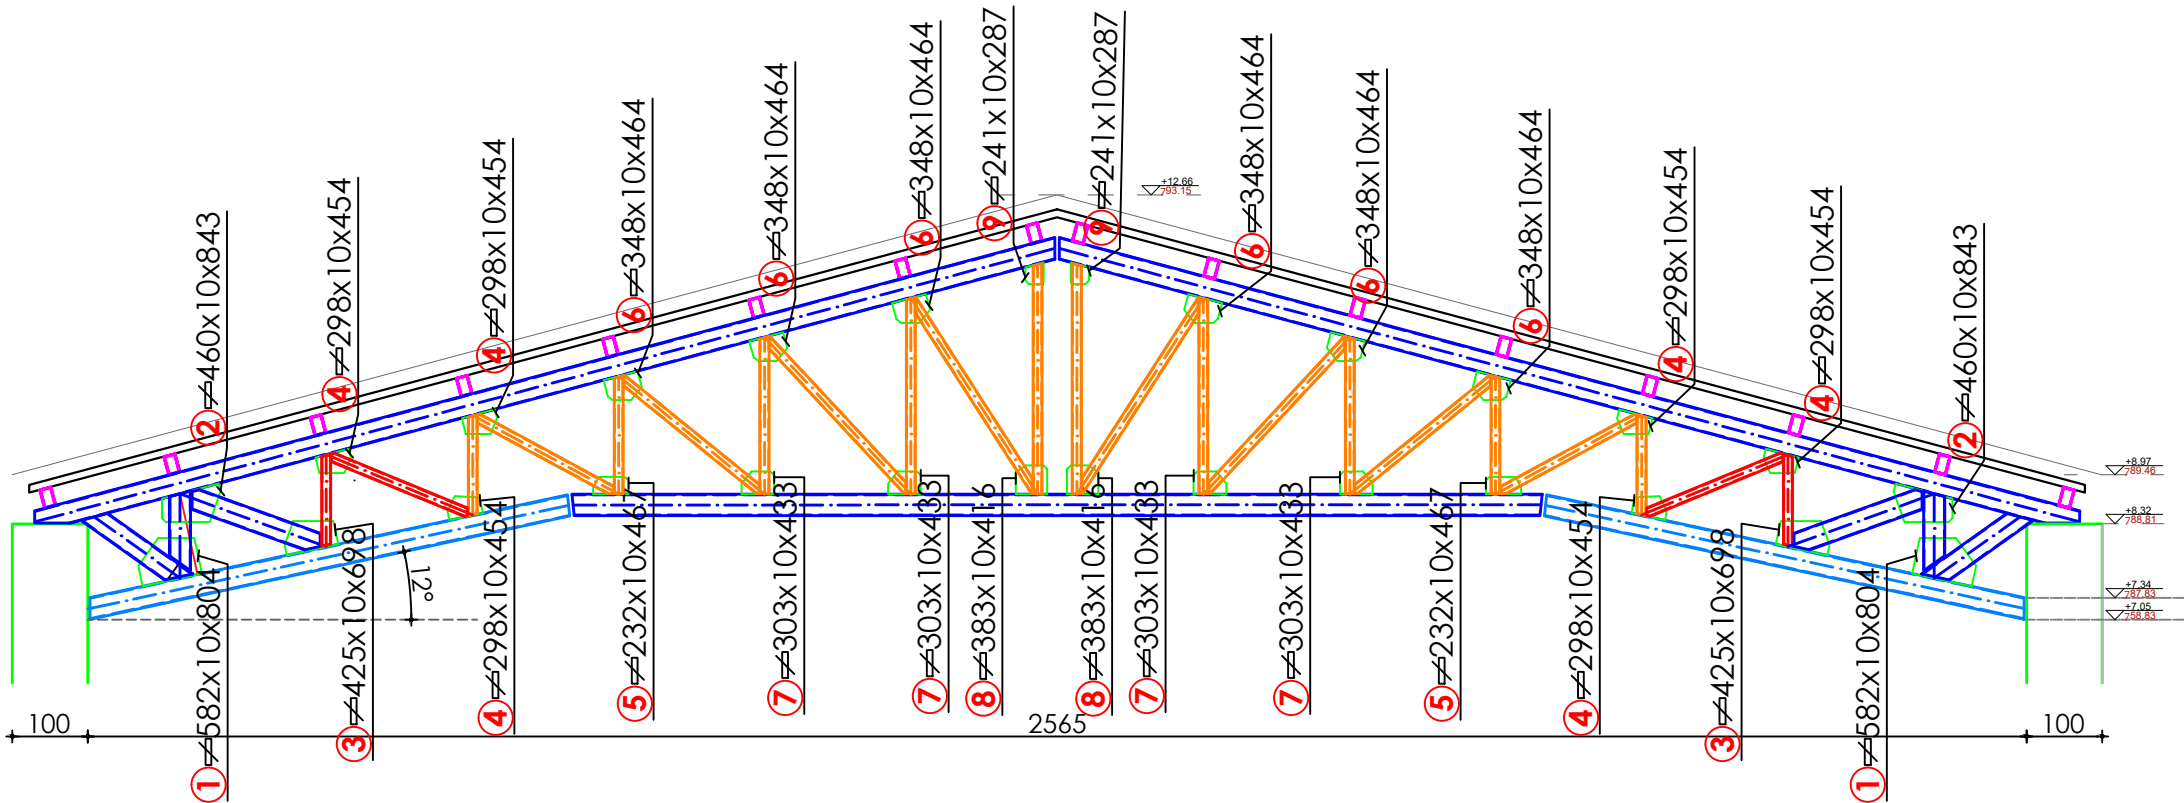 2 460x10x843
4 298x10x454
4 298x10x454
6 348x10x464
6 348x10x464
6 348x10x464
9 241x10x287
9 241x10x287
6 348x10x464
6 348x10x464
6 348x10x464
4 298x10x454
4 298x10x454
2 460x10x843
+12.66
793.15
+8.97
789.46
+8.32
788.81
+7.34
787.83
+7.05
758.83
12°
1 582x10x804
3 425x10x698
4 298x10x454
5 232x10x467
7 303x10x433
7 303x10x433
8 383x10x416
8 383x10x416
7 303x10x433
7 303x10x433
5 232x10x467
4 298x10x454
3 425x10x698
1 582x10x804
100
2565
100